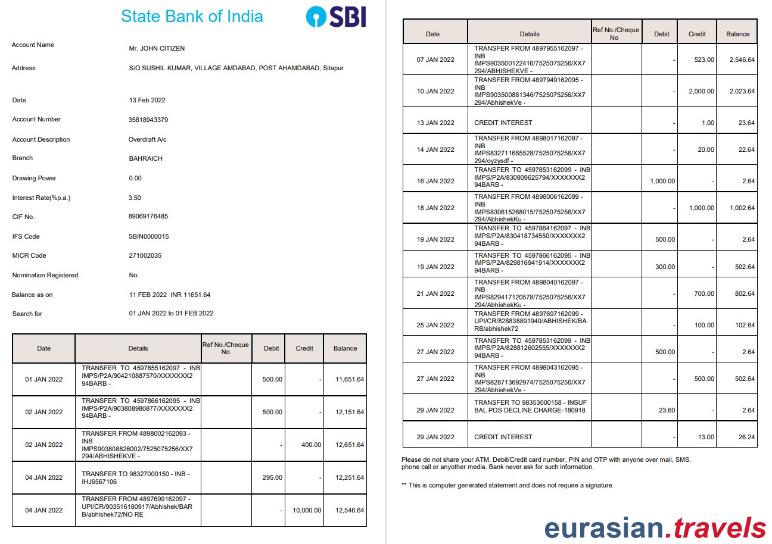 State Bank of India
SBI
Account Name
Mr. JOHN CITIZEN
Address
S/O SUSHIL KUMAR, VILLAGE AMDABAD, POST AHAMDABAD, Sitapur
Date
13 Feb 2022
Account Number
35818943379
Account Description
Overdraft A/c
Branch
BAHRAICH
Drawing Power
0.00
Interest Rate(%p.a.)
3.50
CIF No.
89069176485
IFS Code
SBIN0000015
MICR Code
271002035
Nomination Registered
No
Balance as on
11 FEB 2022 INR 11651.64
Search for
01 JAN 2022 to 01 FEB 2022
Date Details Ref No./Cheque No Debit Credit Balance
01 JAN 2022
TRANSFER TO 4597855162097 - INB
IMPS/P2A/904210887570/XXXXXXX2
94BARB -
500.00 - 11,651.64
02 JAN 2022
TRANSFER TO 4597866162095 - INB
IMPS/P2A/903808980877/XXXXXXX2
94BARB -
500.00 - 12,151.64
02 JAN 2022
TRANSFER FROM 4898002162093 -
INB
IMPS903808826002/7525075256/XX7
294/ABHISHEKVE -
- 400.00 12,651.64
04 JAN 2022
TRANSFER TO 98327000150 - INB -
IHJ6567106
295.00 - 12,251.64
04 JAN 2022
TRANSFER FROM 4897699162097 -
UPI/CR/903516180917/Abhishek/BAR
B/abhishek72/NO RE
- 10,000.00 12,546.64
Date Details Ref No./Cheque No Debit Credit Balance
07 JAN 2022
TRANSFER FROM 4897955162097 -
INB
IMPS903500122416/7525075256/XX7
294/ABHISHEKVE -
- 523.00 2,546.64
10 JAN 2022
TRANSFER FROM 4897949162095 -
INB
IMPS903500881346/7525075256/XX7
294/AbhishekVe -
- 2,000.00 2,023.64
13 JAN 2022
CREDIT INTEREST
- 1.00 23.64
14 JAN 2022
TRANSFER FROM 4898017162097 -
INB
IMPS832711685528/7525075256/XX7
294/oyzysdf -
- 20.00 22.64
16 JAN 2022
TRANSFER TO 4597853162099 - INB
IMPS/P2A/830909625794/XXXXXXX2
94BARB -
1,000.00 - 2.64
18 JAN 2022
TRANSFER FROM 4898006162099 -
INB
IMPS830615268015/7525075256/XX7
294/AbhishekKu -
- 1,000.00 1,002.64
19 JAN 2022
TRANSFER TO 4597864162097 - INB
IMPS/P2A/830418734550/XXXXXXX2
94BARB -
500.00 - 2.64
19 JAN 2022
TRANSFER TO 4597866162095 - INB
IMPS/P2A/829816941914/XXXXXXX2
94BARB -
300.00 - 502.64
21 JAN 2022
TRANSFER FROM 4898040162097 -
INB
IMPS829417120578/7525075256/XX7
294/AbhishekKu -
- 700.00 802.64
25 JAN 2022
TRANSFER FROM 4897697162099 -
UPI/CR/828838891940/ABHISHEK/BA
RB/abhishek72
- 100.00 102.64
27 JAN 2022
TRANSFER TO 4597853162099 - INB
IMPS/P2A/828812602555/XXXXXXX2
94BARB -
500.00 - 2.64
27 JAN 2022
TRANSFER FROM 4898043162095 -
INB
IMPS828713692974/7525075256/XX7
294/AbhishekVe -
- 500.00 502.64
29 JAN 2022
TRANSFER TO 98353000158 - INSUF
BAL POS DECLINE CHARGE-180918
23.60 - 2.64
29 JAN 2022
CREDIT INTEREST
- 13.00 26.24
Please do not share your ATM, Debit/Credit card number, PIN and OTP with anyone over mail, SMS,
phone call or anyother media. Bank never ask for such information.
** This is computer generated statement and does not require a signature.
eurasian.travels